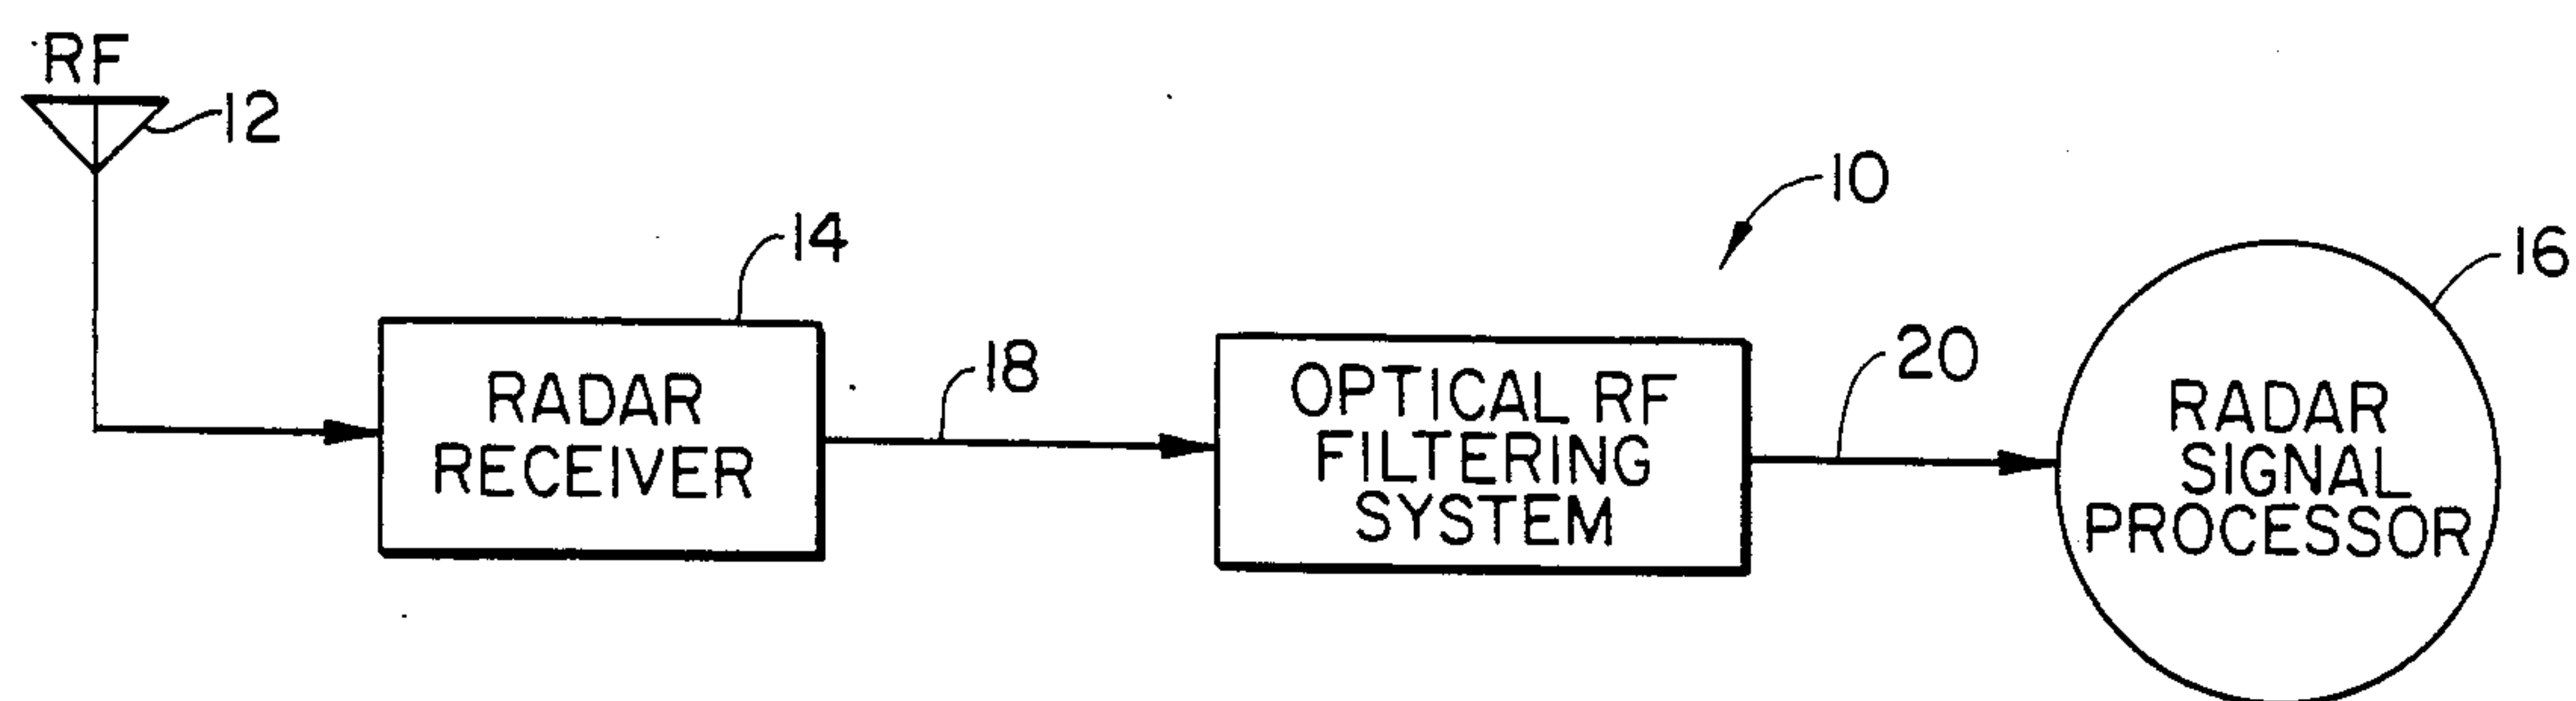 RF
12
14
10
16
18
20
RADAR
RECEIVER
OPTICAL RF
FILTERING
SYSTEM
RADAR
SIGNAL
PROCESSOR